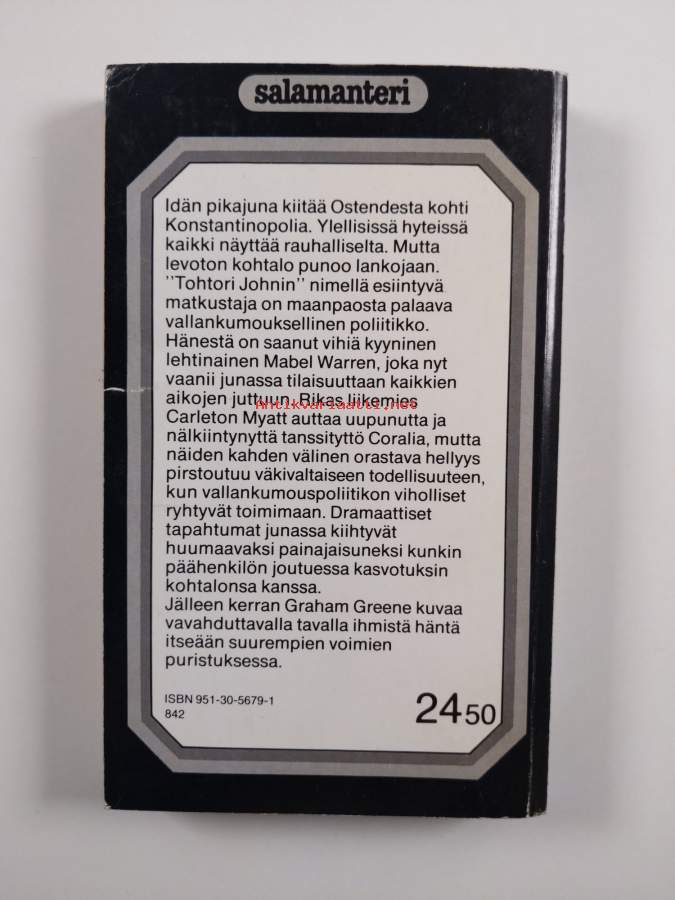 salamanteri
Idän pikajuna kiitää Ostendesta kohti
Konstantinopolia. Ylellisissä hyteissä
kaikki näyttää rauhalliselta. Mutta
levoton kohtalo punoo lankojaan.
"Tohtori Johnin" nimellä esiintyvä
matkustaja on maanpaosta palaava
vallankumouksellinen poliitikko.
Hänestä on saanut vihiä kyyninen
lehtinainen Mabel Warren, joka nyt
vaanii junassa tilaisuuttaan kaikkien
aikojen juttuun. Rikas liikemies
Antikvariaatti.net
Carleton Myatt auttaa uupunutta ja
nälkiintynyttä tanssityttö Coralia, mutta
näiden kahden välinen orastava hellyys
pirstoutuu väkivaltaiseen todellisuuteen,
kun vallankumouspoliitikon viholliset
ryhtyvät toimimaan. Dramaattiset
tapahtumat junassa kiihtyvät
huumaavaksi painajaisuneksi kunkin
päähenkilön joutuessa kasvotuksin
kohtalonsa kanssa.
Jälleen kerran Graham Greene kuvaa
vavahduttavalla tavalla ihmistä häntä
itseään suurempien voimien
puristuksessa.
ISBN 951-30-5679-1
842
24 50